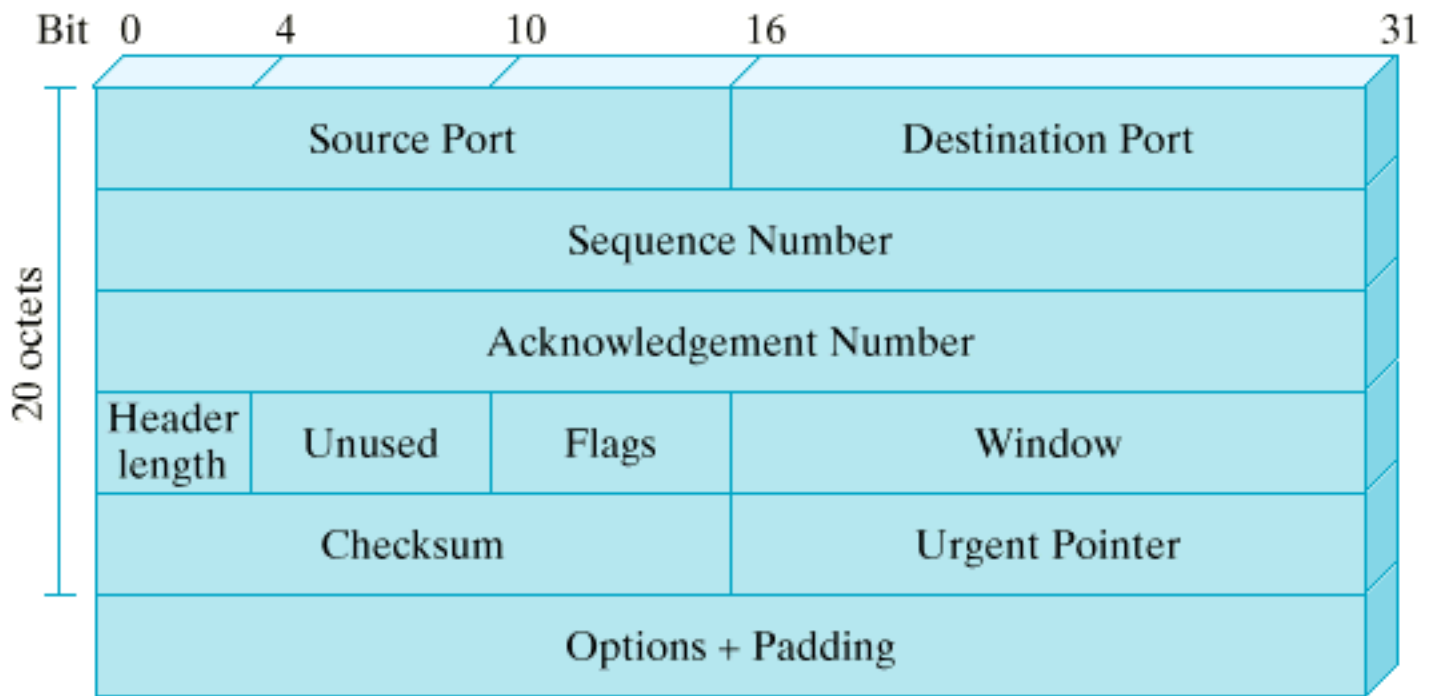 Bit 0 4 10 16 31
Source Port Destination Port
Sequence Number
20 octets
Acknowledgement Number
Header
length
Unused Flags Window
Checksum Urgent Pointer
Options + Padding